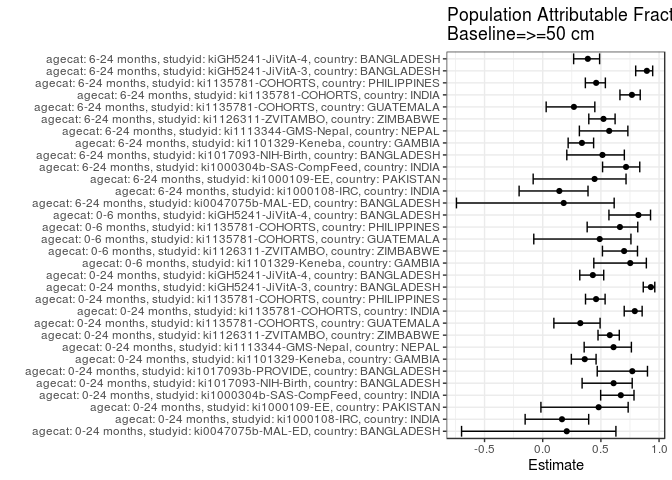 Population Attributable Fract
Baseline=>=50 cm
agecat: 6-24 months, studyid: kiGH5241-JiVitA-4, country: BANGLADESH
agecat: 6-24 months, studyid: kiGH5241-JiVitA-3, country: BANGLADESH
agecat: 6-24 months, studyid: ki1135781-COHORTS, country: PHILIPPINES
agecat: 6-24 months, studyid: ki1135781-COHORTS, country: INDIA
agecat: 6-24 months, studyid: ki1135781-COHORTS, country: GUATEMALA
agecat: 6-24 months, studyid: ki1126311-ZVITAMBO, country: ZIMBABWE
agecat: 6-24 months, studyid: ki1113344-GMS-Nepal, country: NEPAL
agecat: 6-24 months, studyid: ki1101329-Keneba, country: GAMBIA
agecat: 6-24 months, studyid: ki1017093-NIH-Birth, country: BANGLADESH
agecat: 6-24 months, studyid: ki1000304b-SAS-CompFeed, country: INDIA
agecat: 6-24 months, studyid: ki1000109-EE, country: PAKISTAN
agecat: 6-24 months, studyid: ki1000108-IRC, country: INDIA
agecat: 6-24 months, studyid: ki0047075b-MAL-ED, country: BANGLADESH
agecat: 0-6 months, studyid: kiGH5241-JiVitA-4, country: BANGLADESH
agecat: 0-6 months, studyid: ki1135781-COHORTS, country: PHILIPPINES
agecat: 0-6 months, studyid: ki1135781-COHORTS, country: GUATEMALA
agecat: 0-6 months, studyid: ki1126311-ZVITAMBO, country: ZIMBABWE
agecat: 0-6 months, studyid: ki1101329-Keneba, country: GAMBIA
agecat: 0-24 months, studyid: kiGH5241-JiVitA-4, country: BANGLADESH
agecat: 0-24 months, studyid: kiGH5241-JiVitA-3, country: BANGLADESH
agecat: 0-24 months, studyid: ki1135781-COHORTS, country: PHILIPPINES
agecat: 0-24 months, studyid: ki1135781-COHORTS, country: INDIA
agecat: 0-24 months, studyid: ki1135781-COHORTS, country: GUATEMALA
agecat: 0-24 months, studyid: ki1126311-ZVITAMBO, country: ZIMBABWE
agecat: 0-24 months, studyid: ki1113344-GMS-Nepal, country: NEPAL
agecat: 0-24 months, studyid: ki1101329-Keneba, country: GAMBIA
agecat: 0-24 months, studyid: ki1017093b-PROVIDE, country: BANGLADESH
agecat: 0-24 months, studyid: ki1017093-NIH-Birth, country: BANGLADESH
agecat: 0-24 months, studyid: ki1000304b-SAS-CompFeed, country: INDIA
agecat: 0-24 months, studyid: ki1000109-EE, country: PAKISTAN
agecat: 0-24 months, studyid: ki1000108-IRC, country: INDIA
agecat: 0-24 months, studyid: ki0047075b-MAL-ED, country: BANGLADESH
-0.5 0.0 0.5 1.0
Estimate